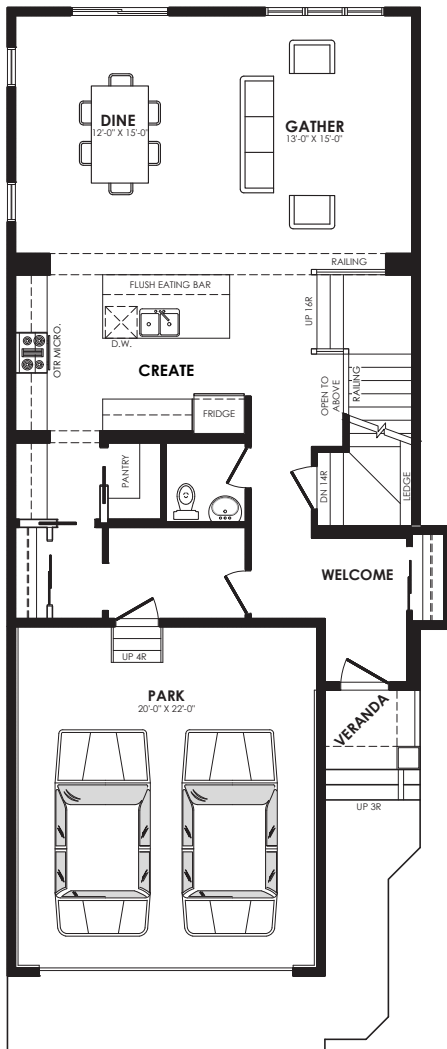 DINE
12'-0" X 15'-0"
GATHER
13'-0" X 15'-0"
RAILING
FLUSH EATING BAR
UP 16R
D.W.
OTR MICRO.
CREATE
OPEN TO
ABOVE
RAILING
FRIDGE
PANTRY
DN 14R
LEDGE
WELCOME
UP 4R
PARK
20'-0" X 22'-0"
VERANDA
UP 3R